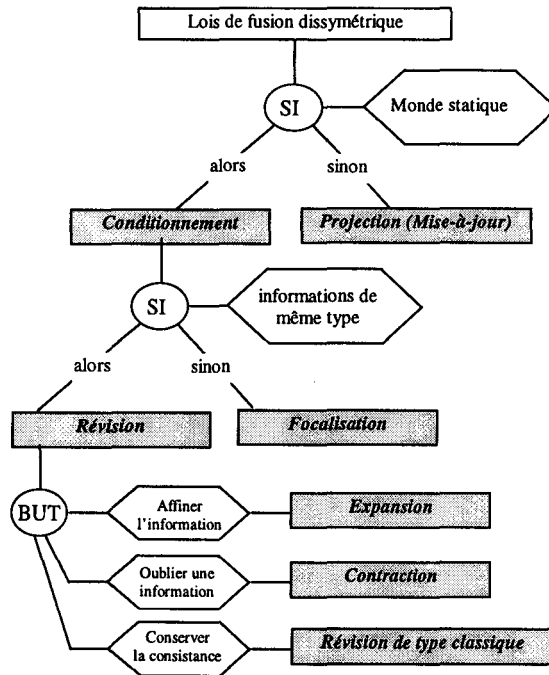 Lois de fusion dissymétrique
SI
Monde statique
alors
sinon
Conditionnement
Projection (Mise-à-jour)
SI
informations de
même type
alors
sinon
Révision
Focalisation
BUT
Affiner
l'information
Expansion
Oublier une
information
Contraction
Conserver
la consistance
Révision de type classique